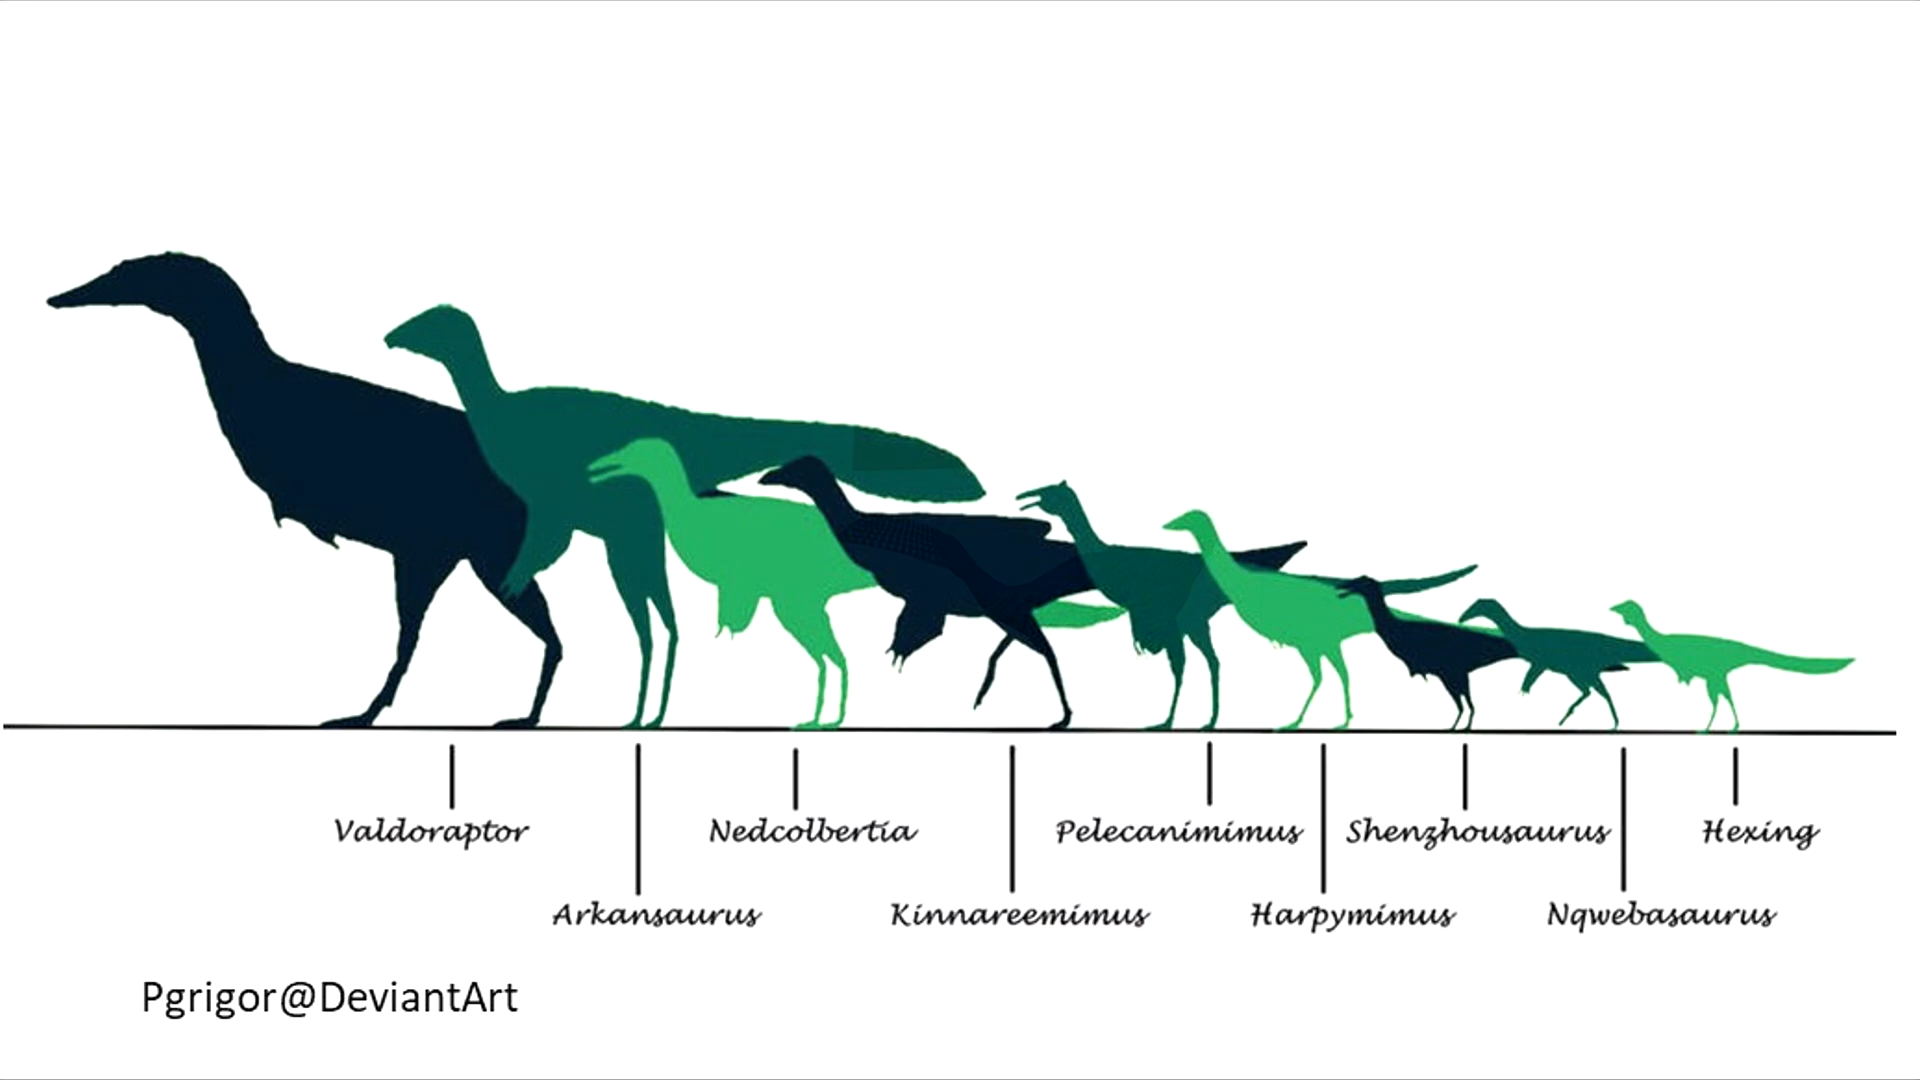 Valdoraptor
Nedcolbertia
Pelecanimimus
Shenzhousaurus
Hexing
Arkansaurus
Kinnareemimus
Harpymimus
Nqwebasaurus
Pgrigor@DeviantArt